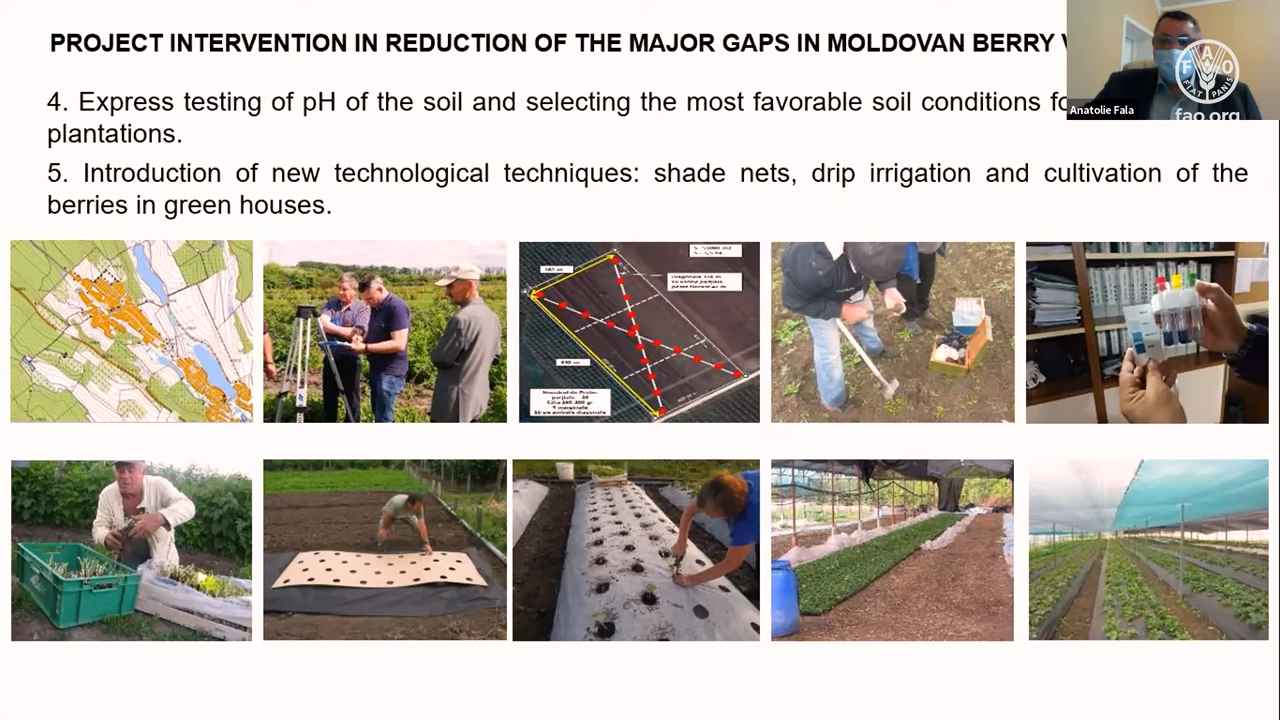 PROJECT INTERVENTION IN REDUCTION OF THE MAJOR GAPS IN MOLDOVAN BERRY
4. Express testing of pH of the soil and selecting the most favorable soil conditions
plantations.
5. Introduction of new technological techniques: shade nets, drip irrigation and cultivation of the
berries in green houses.
Anatolie Fala
FAO
FIAT PANIS
fao.org